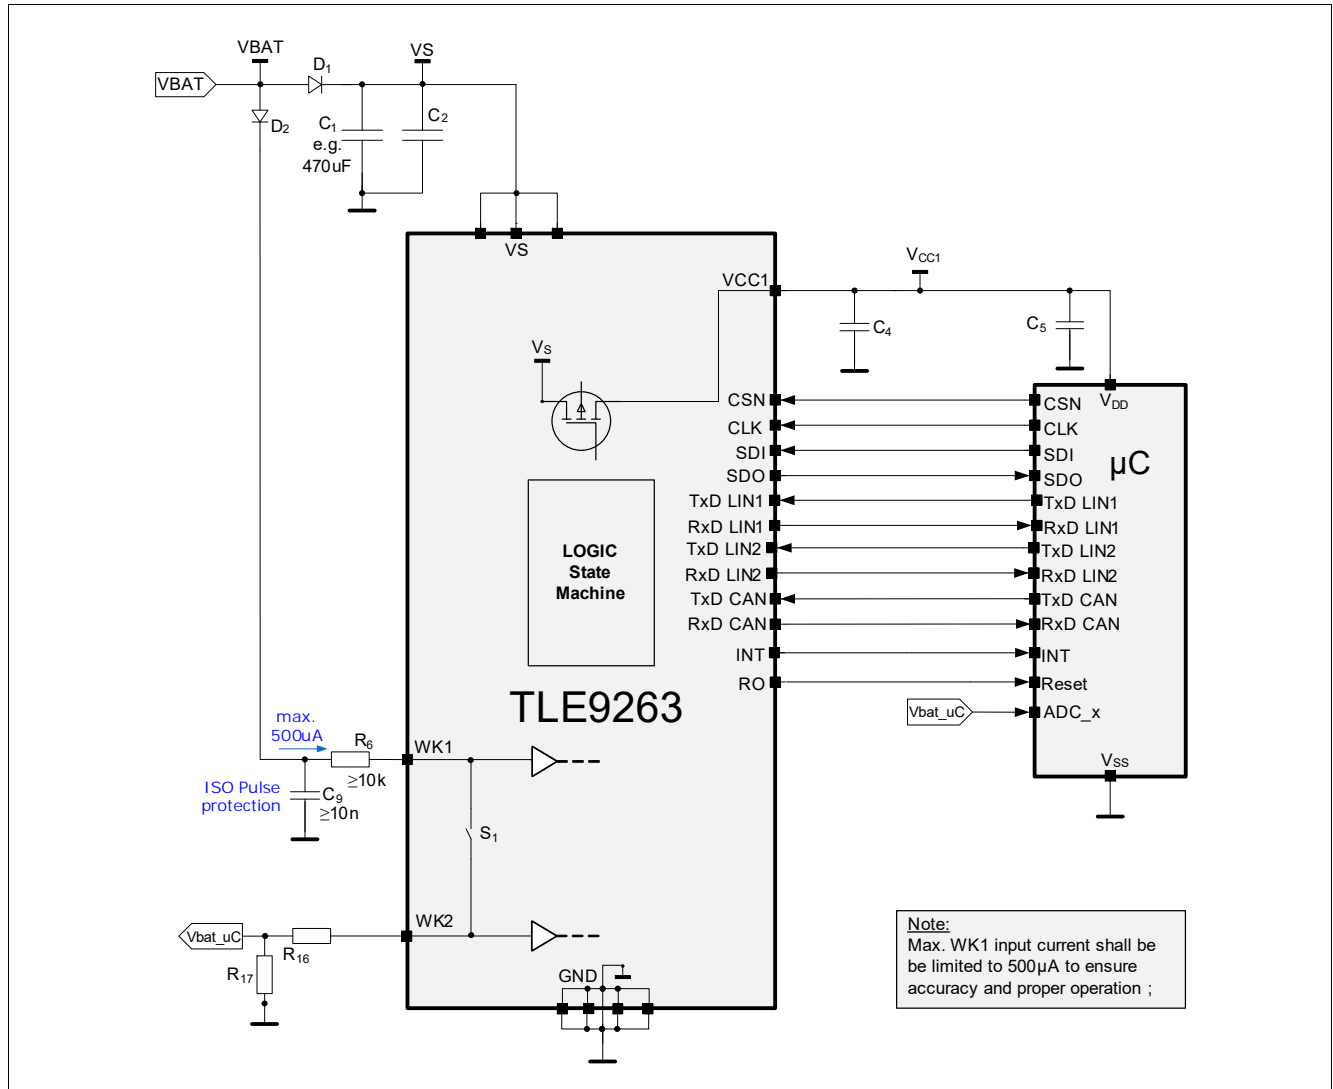 VBAT
VS
VBAT
D1
D2
C1
e.g.
470uF
C2
VS
VCC1
VCC1
C4
C5
VS
CSN
CLK
SDI
SDO
TxD LIN1
RxD LIN1
TxD LIN2
RxD LIN2
TxD CAN
RxD CAN
INT
RO
VDD
CSN
CLK
SDI
SDO
TxD LIN1
RxD LIN1
TxD LIN2
RxD LIN2
TxD CAN
RxD CAN
INT
Reset
ADC_x
µC
Vbat_uC
VSS
LOGIC
State
Machine
TLE9263
max.
500uA
R6
≥10k
WK1
ISO Pulse
protection
C9
≥10n
S1
WK2
Vbat_uC
R16
R17
GND
Note:
Max. WK1 input current shall be
be limited to 500µA to ensure
accuracy and proper operation ;